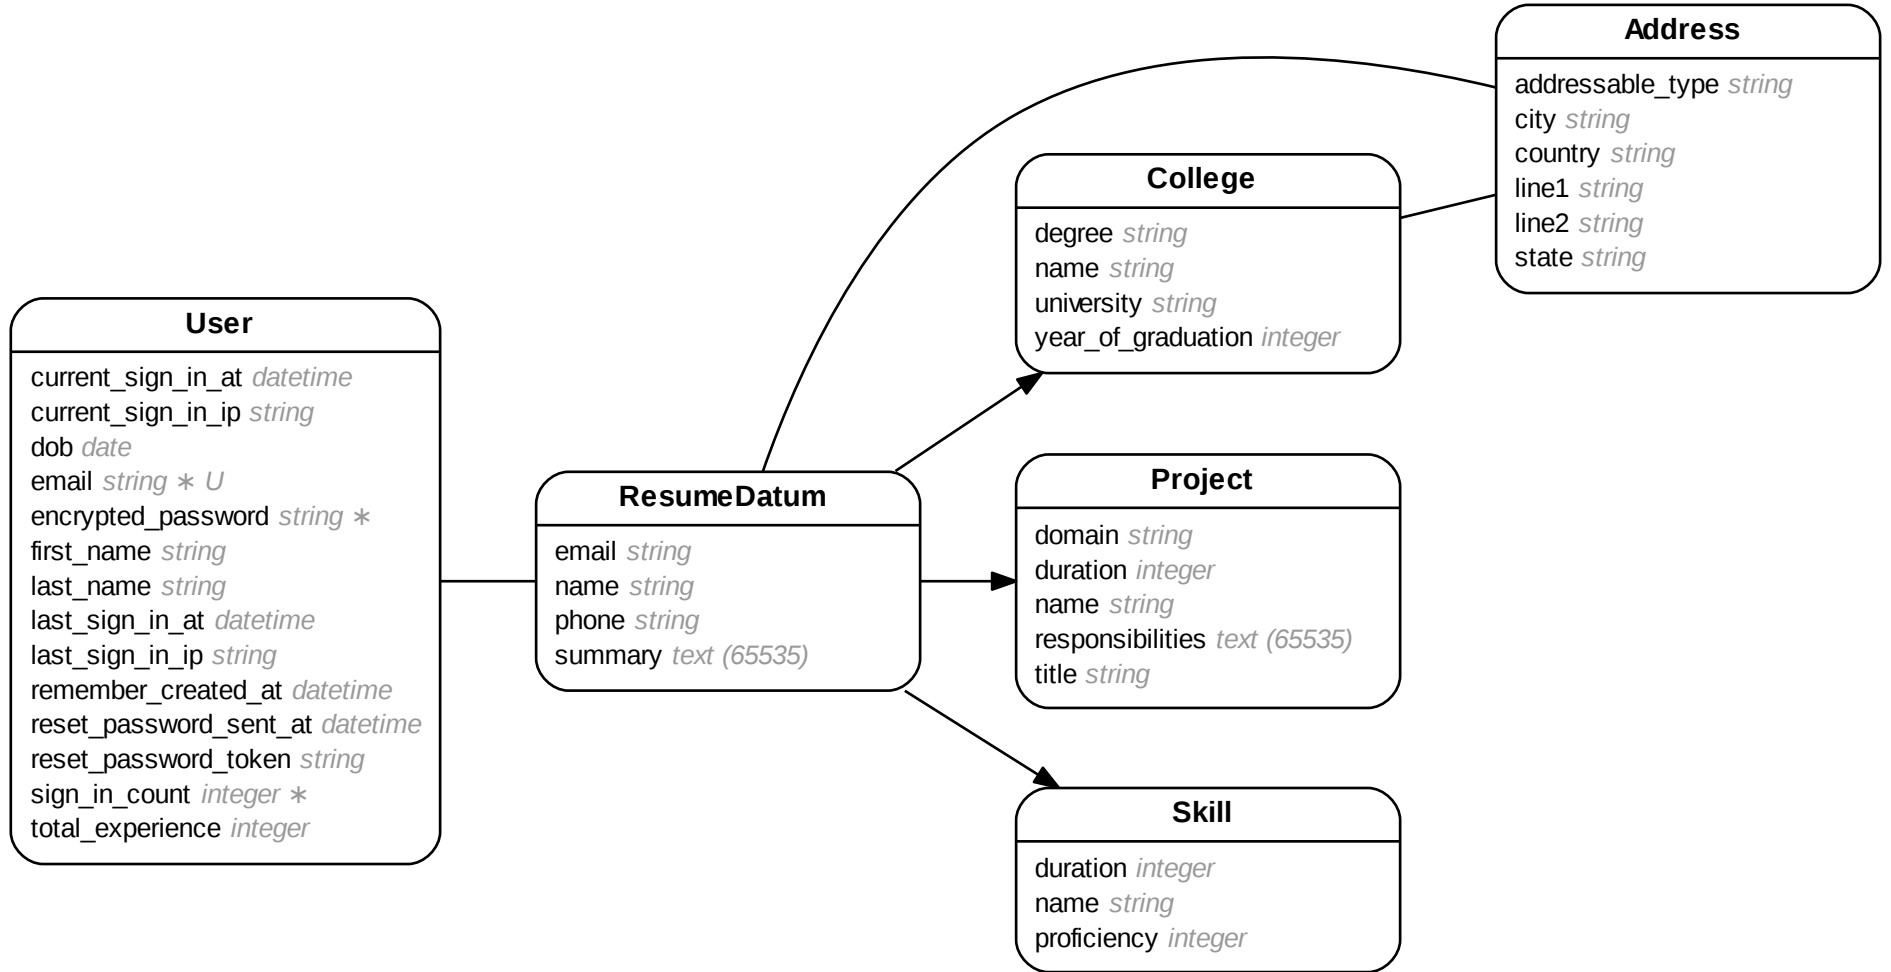 User
current_sign_in_at datetime
current_sign_in_ip string
dob date
email string ∗ U
encrypted_password string ∗
first_name string
last_name string
last_sign_in_at datetime
last_sign_in_ip string
remember_created_at datetime
reset_password_sent_at datetime
reset_password_token string
sign_in_count integer ∗
total_experience integer
ResumeDatum
email string
name string
phone string
summary text (65535)
College
degree string
name string
university string
year_of_graduation integer
Project
domain string
duration integer
name string
responsibilities text (65535)
title string
Skill
duration integer
name string
proficiency integer
Address
addressable_type string
city string
country string
line1 string
line2 string
state string